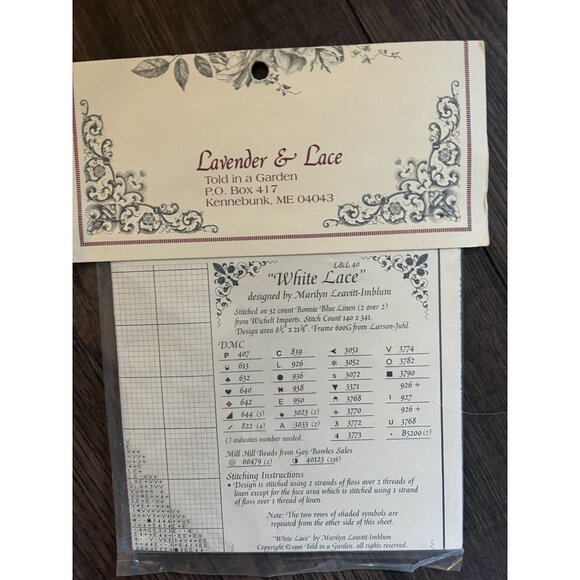 Lavender & Lace
Told in a Garden
P.O. Box 417
Kennebunk, ME 04043
L&L 40
"White Lace"
designed by Marilyn Leavitt-Imblum
Stitched on 32 count Bonnie Blue Linen (2 over 2)
from Wichelt Imports. Stitch Count 140 x 341.
Frame 600G from Larson-Juhl.
DMC
P 407 C 839 3051 V 3774
613 L 926 3052 O 3782
632 936 s 3072 3790
640 938 3371 926 +
642 E 950 3768 ı 927
644 (3) 3023 (2) + 3770 926 +
822 (4) A 3033 (2) 3 3772 U 3768
4 3773 • B5200 (7)
( ) indicates number needed.
Mill Hill Beads from Gay Bowles Sales
00479 (2) 40123 (236)
Stitching Instructions
• Design is stitched using 2 strands of floss over 2 threads of
linen except for the face area which is stitched using 1 strand
of floss over 1 thread of linen.
Note: The two rows of shaded symbols are
repeated from the other side of this sheet.
"White Lace" by Marilyn Leavitt-Imblum
Copyright © 1996 Told in a Garden, all rights reserved.